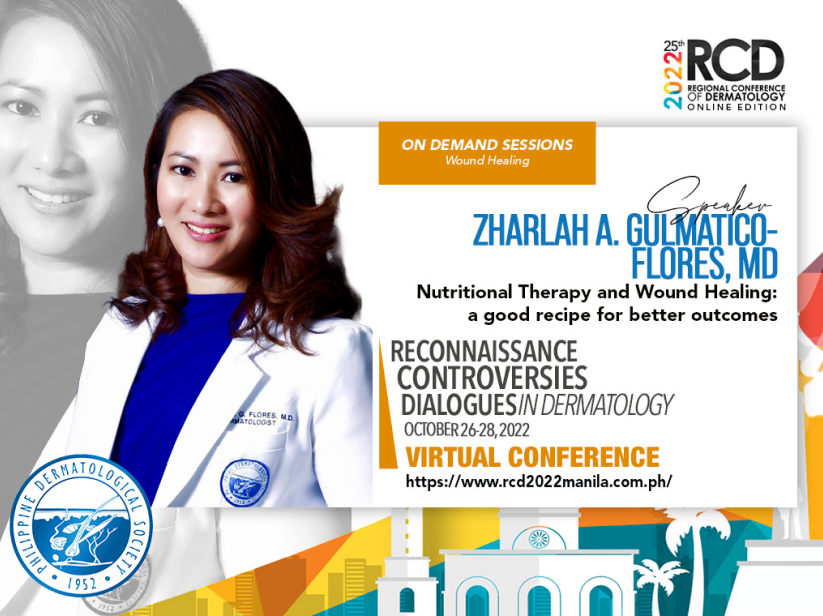 25th
2022
RCD
REGIONAL CONFERENCE
OF DERMATOLOGY
ONLINE EDITION
ON DEMAND SESSIONS
Wound Healing
Speaker
ZHARLAH A. GULMATICO-
FLORES, MD
Nutritional Therapy and Wound Healing:
a good recipe for better outcomes
RECONNAISSANCE
CONTROVERSIES
DIALOGUES IN DERMATOLOGY
OCTOBER 26-28, 2022
VIRTUAL CONFERENCE
https://www.rcd2022manila.com.ph/
G. FLORES, M.D.
MATOLOGIST
PHILIPPINE DERMATOLOGICAL SOCIETY
• 1952 •